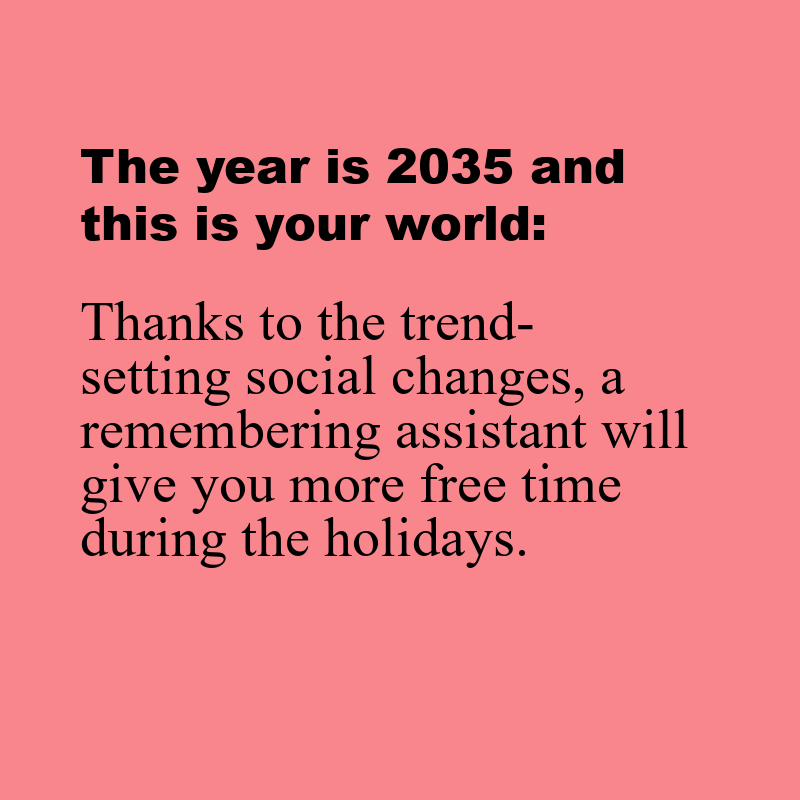 The year is 2035 and
this is your world:
Thanks to the trend-
setting social changes, a
remembering assistant will
give you more free time
during the holidays.